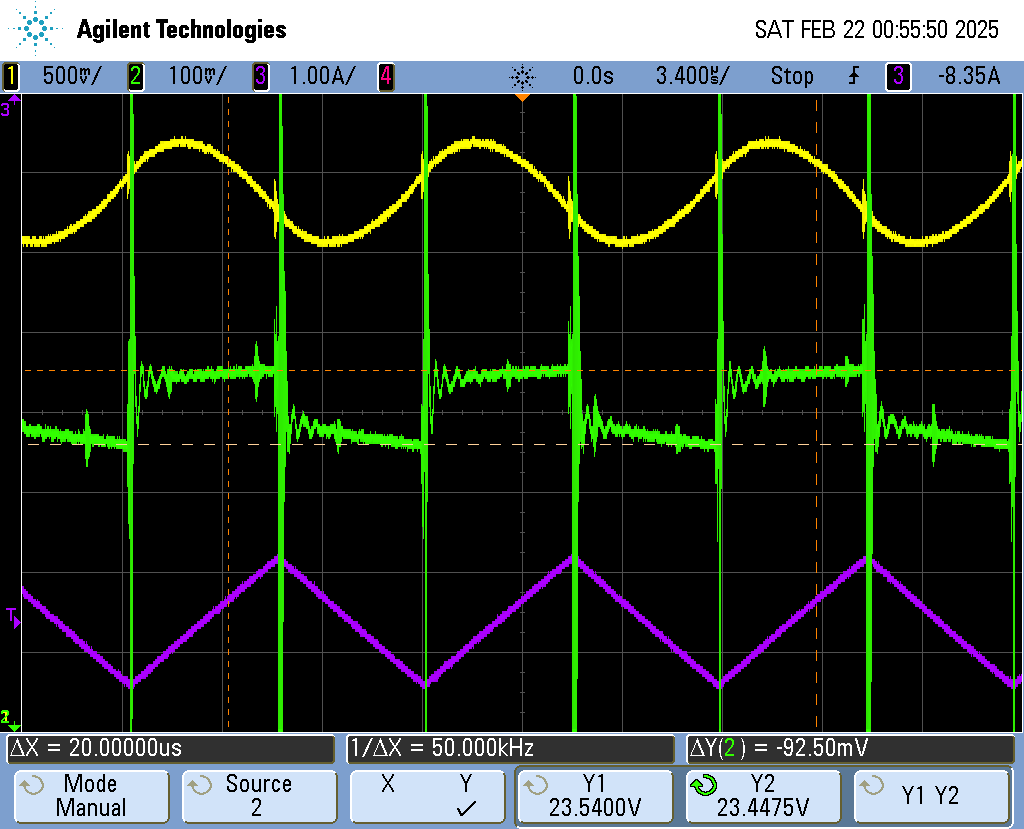 Agilent Technologies
SAT FEB 22 00:55:50 2025
1 500mV/ 2 100mV/ 3 1.00A/ 4 0.0s 3.400us/ Stop 3 -8.35A
3
T
2
ΔX = 20.00000us 1/ΔX = 50.000kHz ΔY(2) = -92.50mV
Mode Source X Y Y1 Y2 Y1 Y2
Manual 2 ✓ 23.5400V 23.4475V